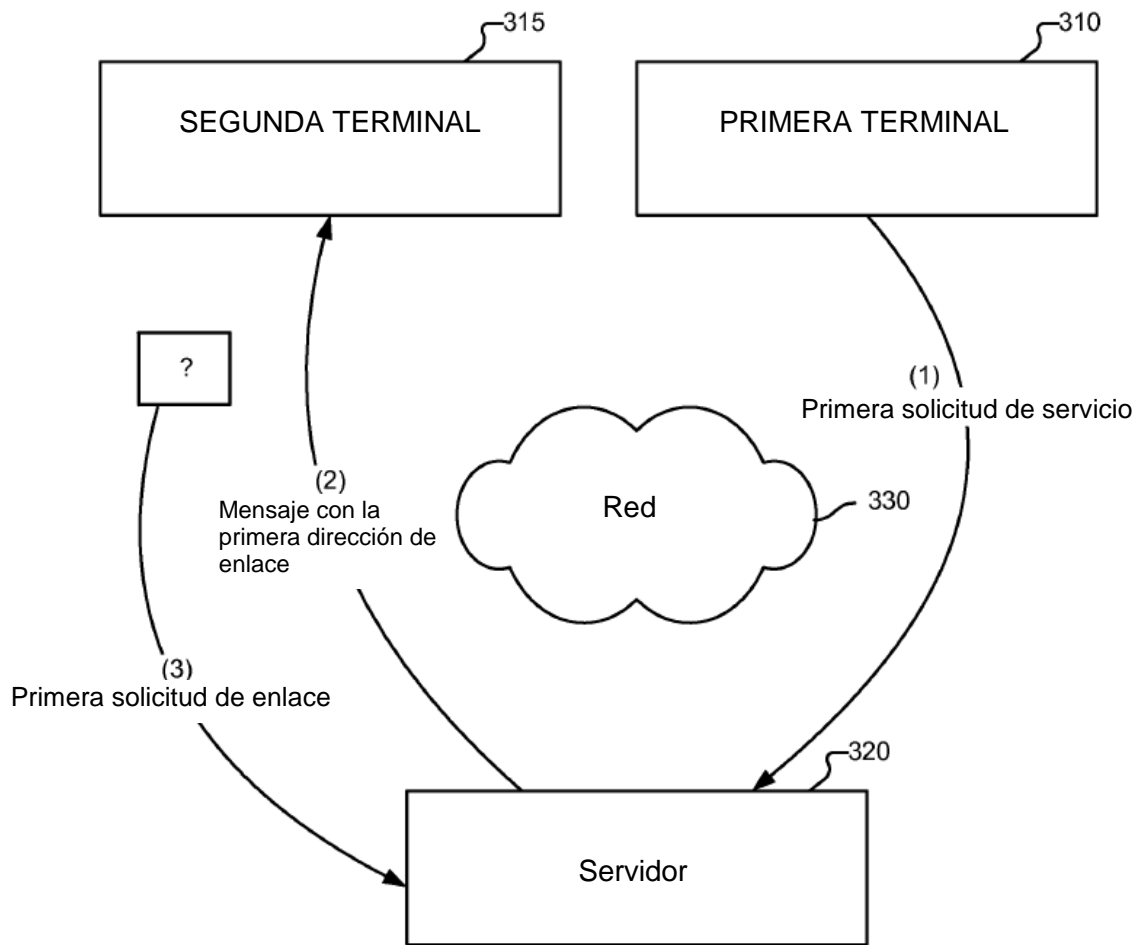 315
310
SEGUNDA TERMINAL
PRIMERA TERMINAL
?
(1)
Primera solicitud de servicio
(2)
Mensaje con la
primera dirección de
enlace
Red
330
(3)
Primera solicitud de enlace
320
Servidor